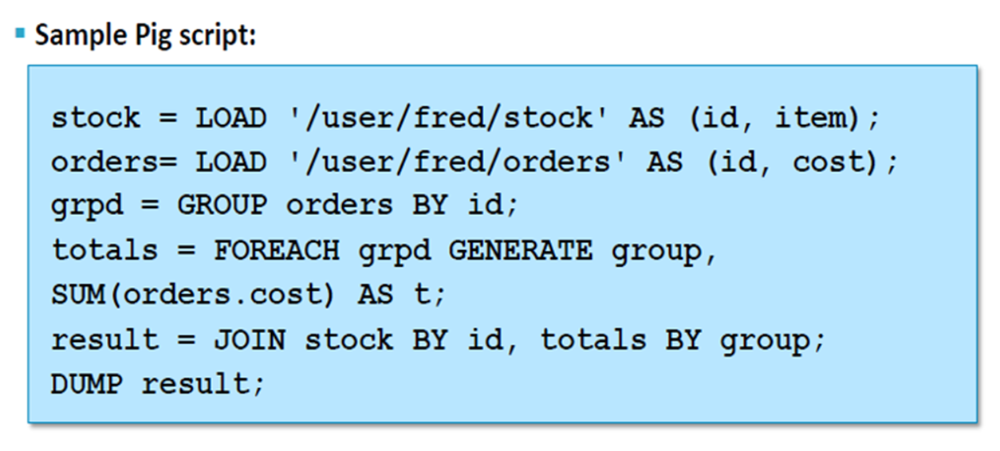 ▪ Sample Pig script:
stock = LOAD '/user/fred/stock' AS (id, item);
orders= LOAD '/user/fred/orders' AS (id, cost);
grpd = GROUP orders BY id;
totals = FOREACH grpd GENERATE group,
SUM(orders.cost) AS t;
result = JOIN stock BY id, totals BY group;
DUMP result;